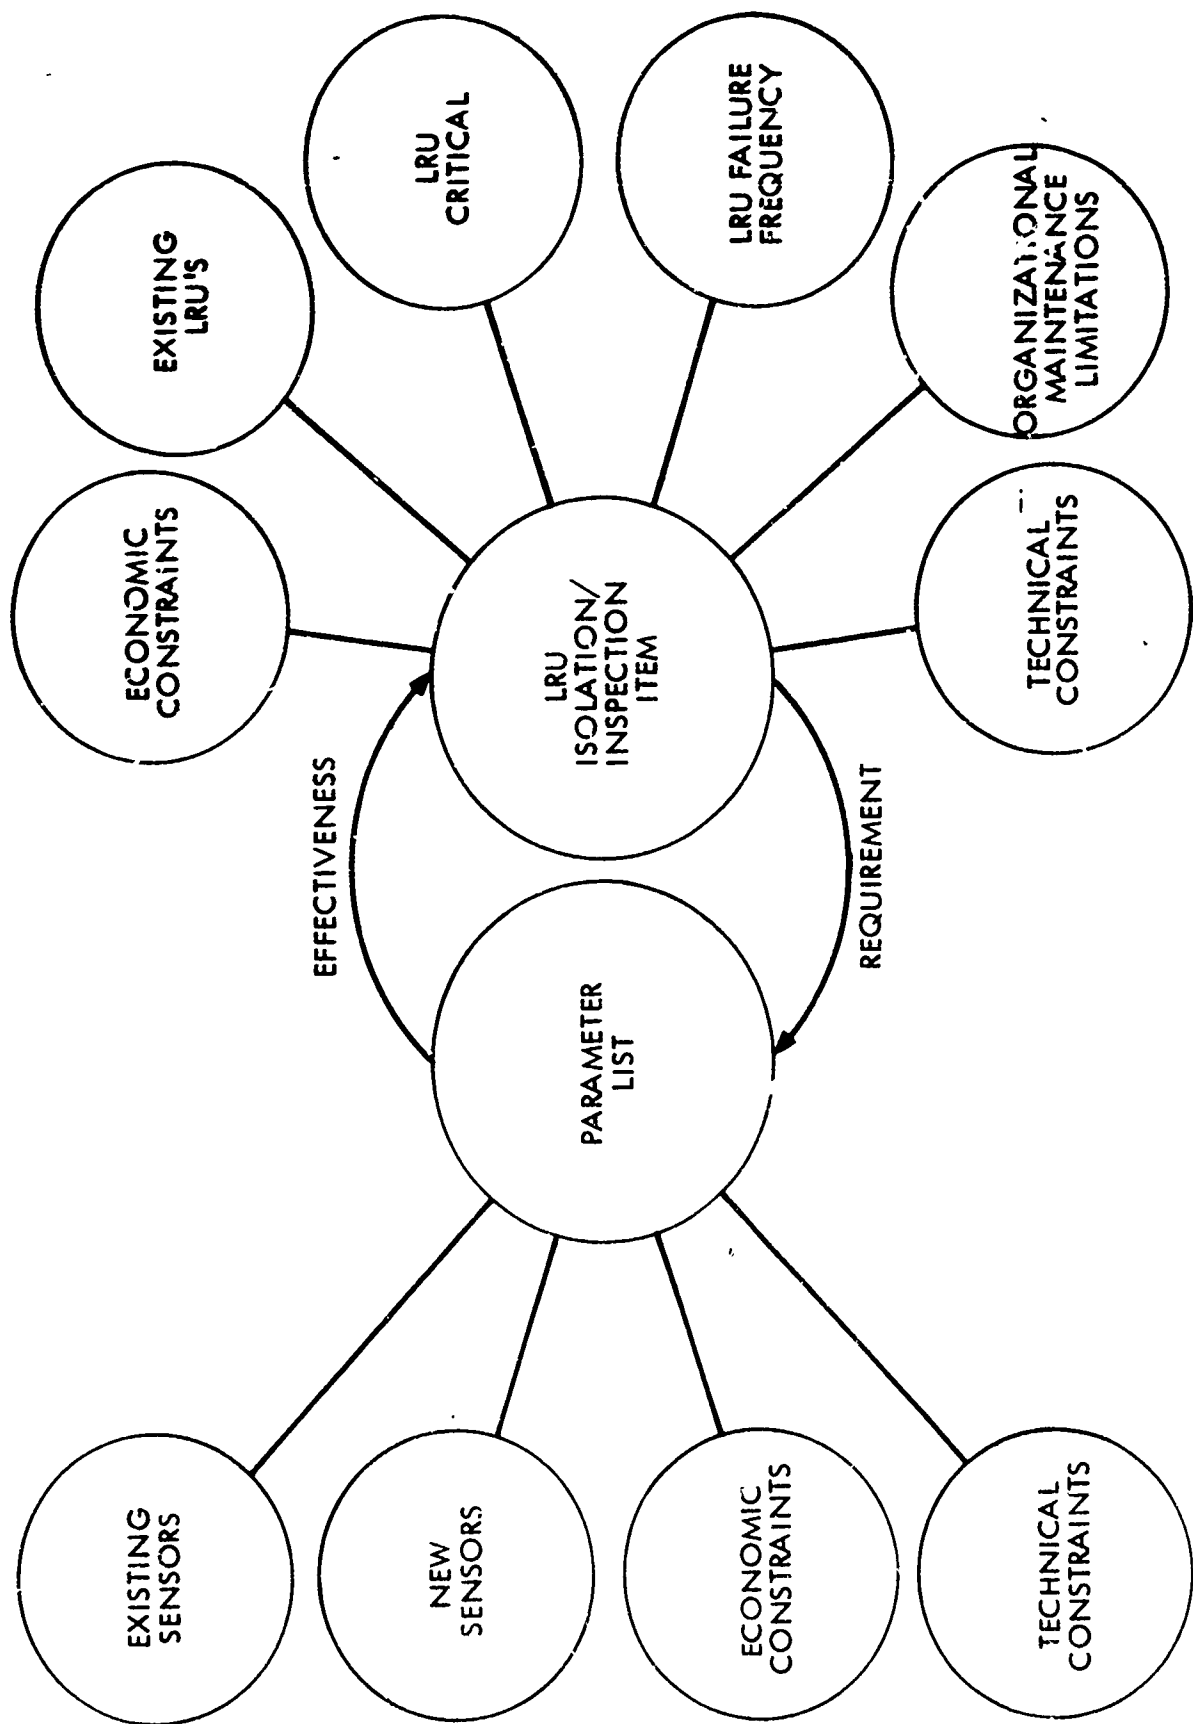 EXISTING
SENSORS
NEW
SENSORS
ECONOMIC
CONSTRAINTS
TECHNICAL
CONSTRAINTS
PARAMETER
LIST
EFFECTIVENESS
REQUIREMENT
LRU
ISOLATION/
INSPECTION
ITEM
ECONOMIC
CONSTRAINTS
EXISTING
LRU'S
LRU
CRITICAL
LRU FAILURE
FREQUENCY
ORGANIZATIONAL
MAINTENANCE
LIMITATIONS
TECHNICAL
CONSTRAINTS